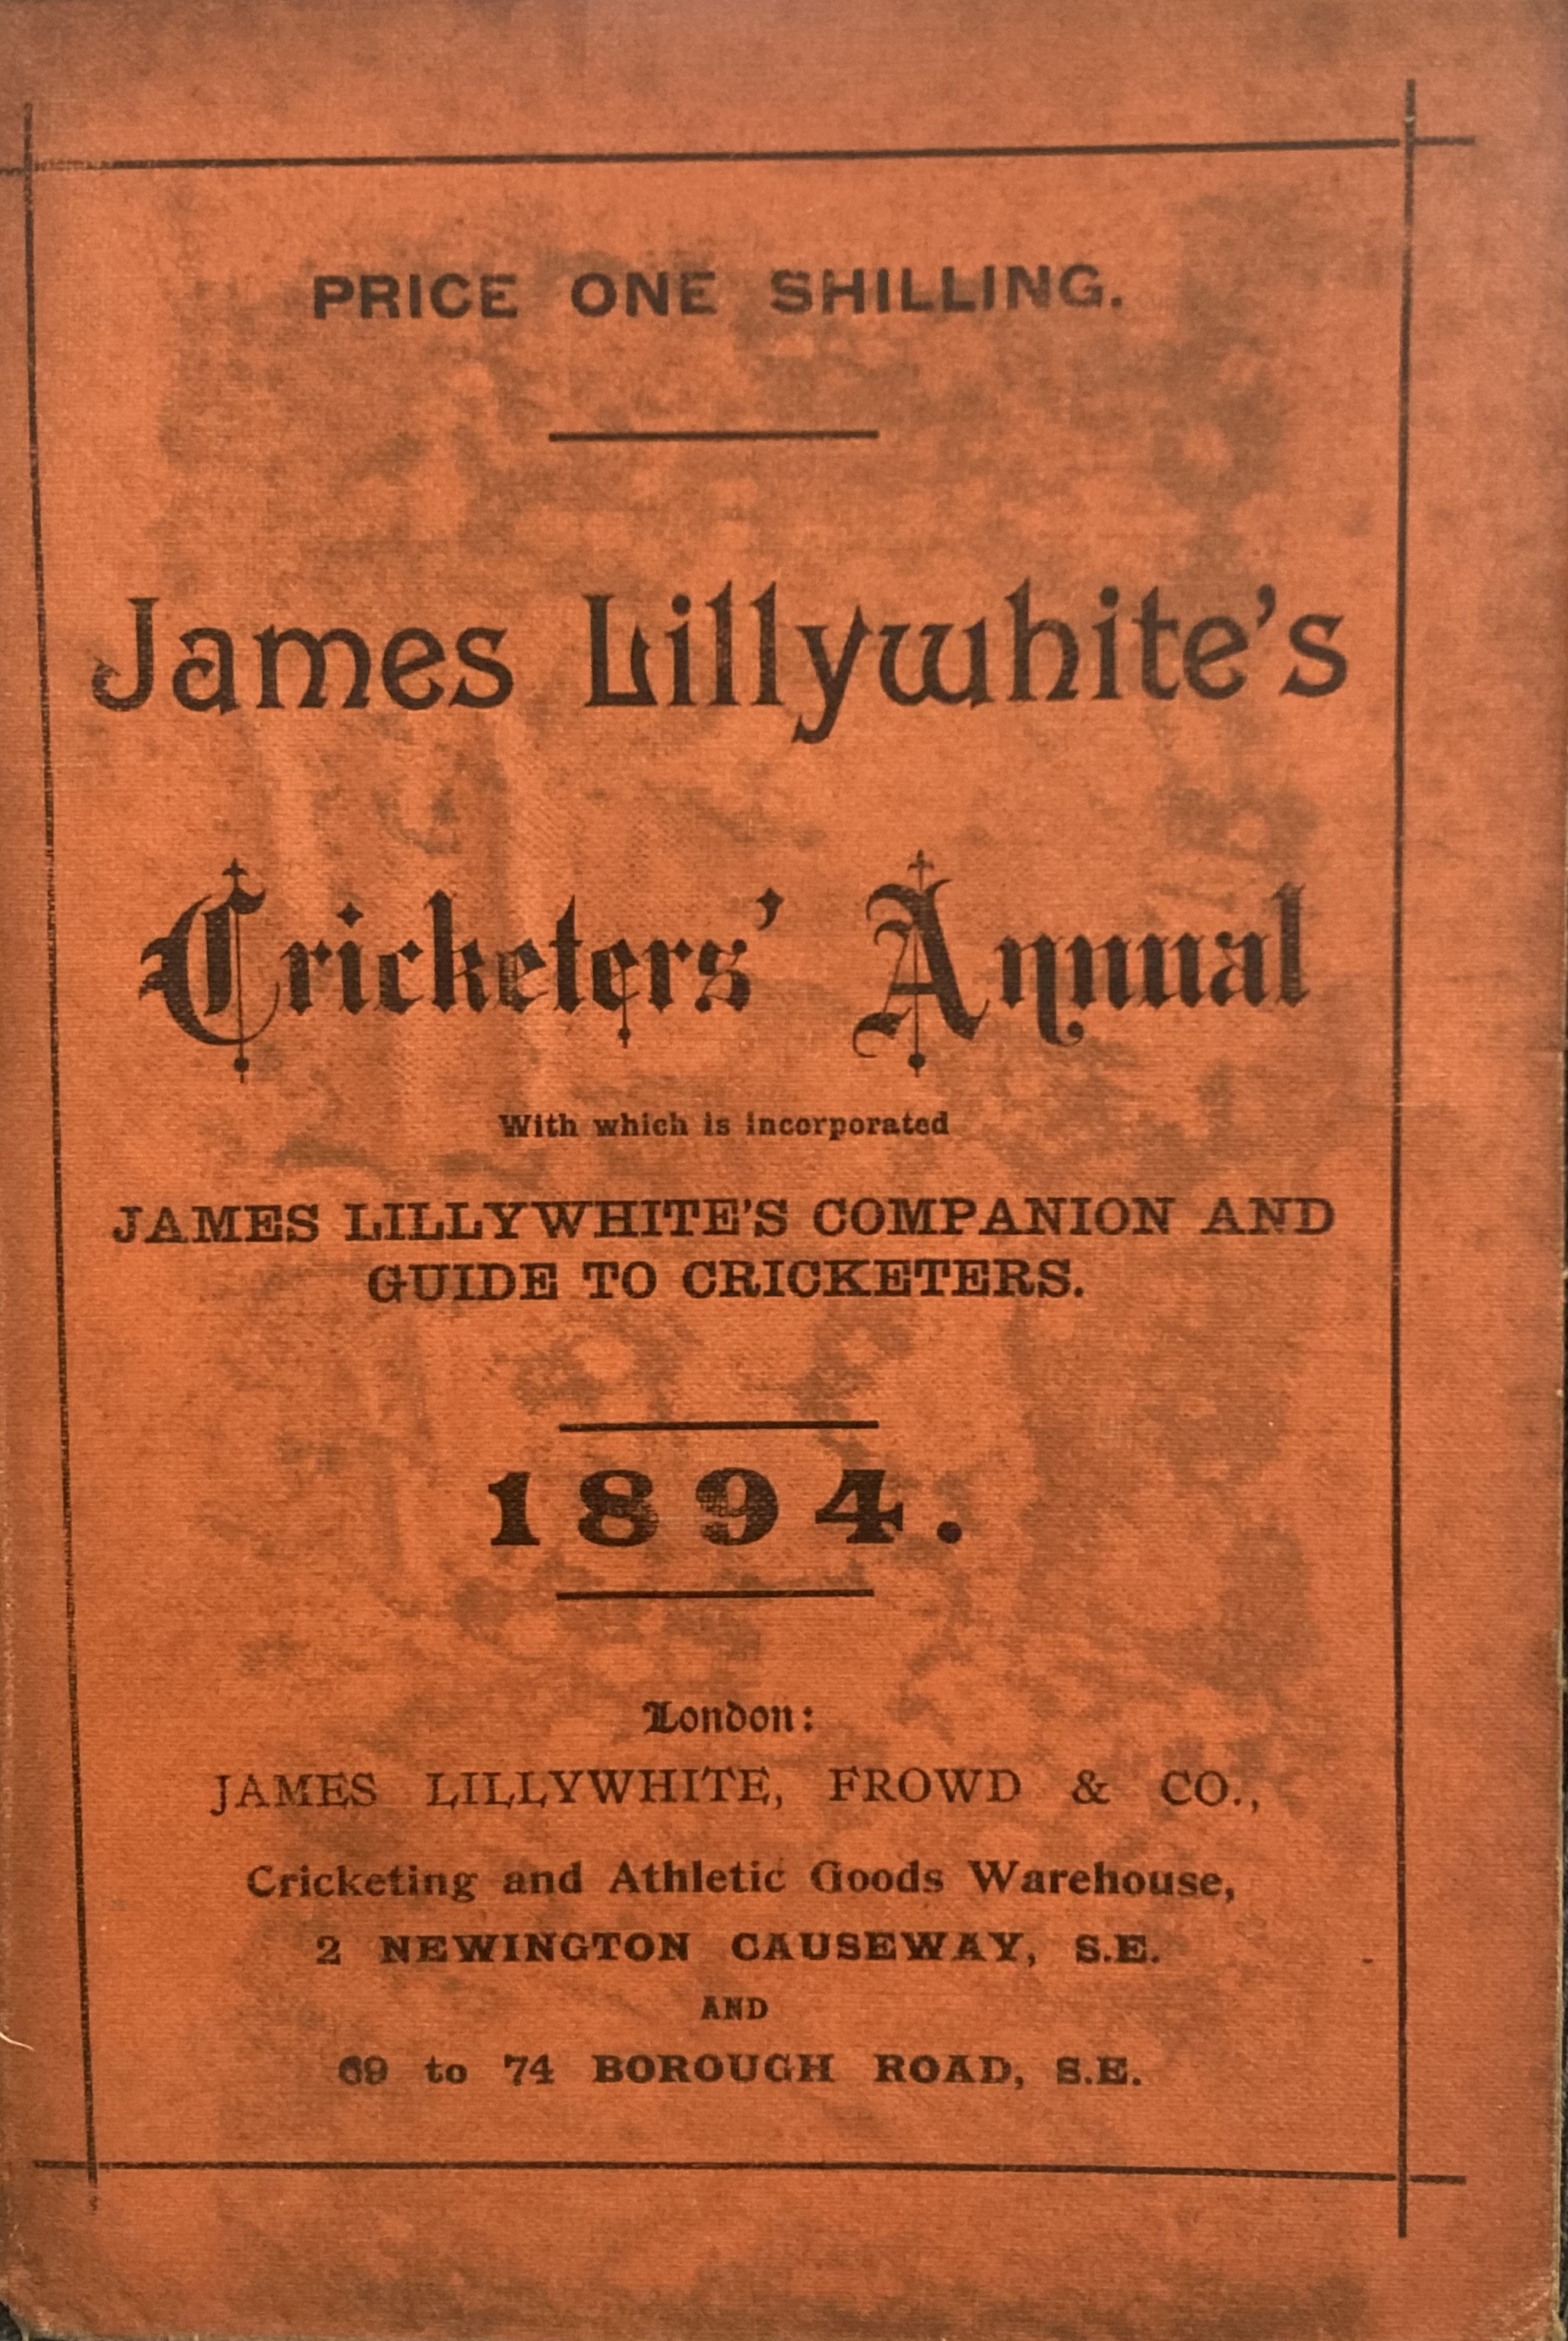 PRICE ONE SHILLING.
James Lillywhite's
Cricketers' Annual
With which is incorporated
JAMES LILLYWHITE'S COMPANION AND
GUIDE TO CRICKETERS.
1894.
London:
JAMES LILLYWHITE, FROWD & CO.,
Cricketing and Athletic Goods Warehouse,
2 NEWINGTON CAUSEWAY, S.E.
AND
69 to 74 BOROUGH ROAD, S.E.